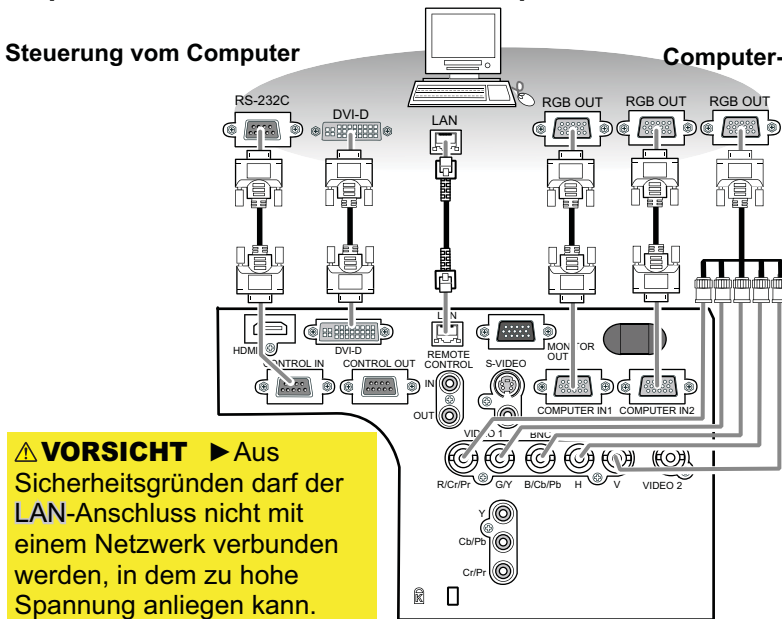 Steuerung vom Computer
Computer-
RS-232C
DVI-D
LAN
RGB OUT
RGB OUT
RGB OUT
LAN
HDMI
DVI-D
MONITOR
OUT
REMOTE
CONTROL
S-VIDEO
CONTROL IN
CONTROL OUT
IN
OUT
COMPUTER IN1
COMPUTER IN2
VIDEO 1
BNC
R/Cr/Pr
G/Y
B/Cb/Pb
H
V
VIDEO 2
Y
Cb/Pb
Cr/Pr
K
⚠VORSICHT ►Aus
Sicherheitsgründen darf der
LAN-Anschluss nicht mit
einem Netzwerk verbunden
werden, in dem zu hohe
Spannung anliegen kann.